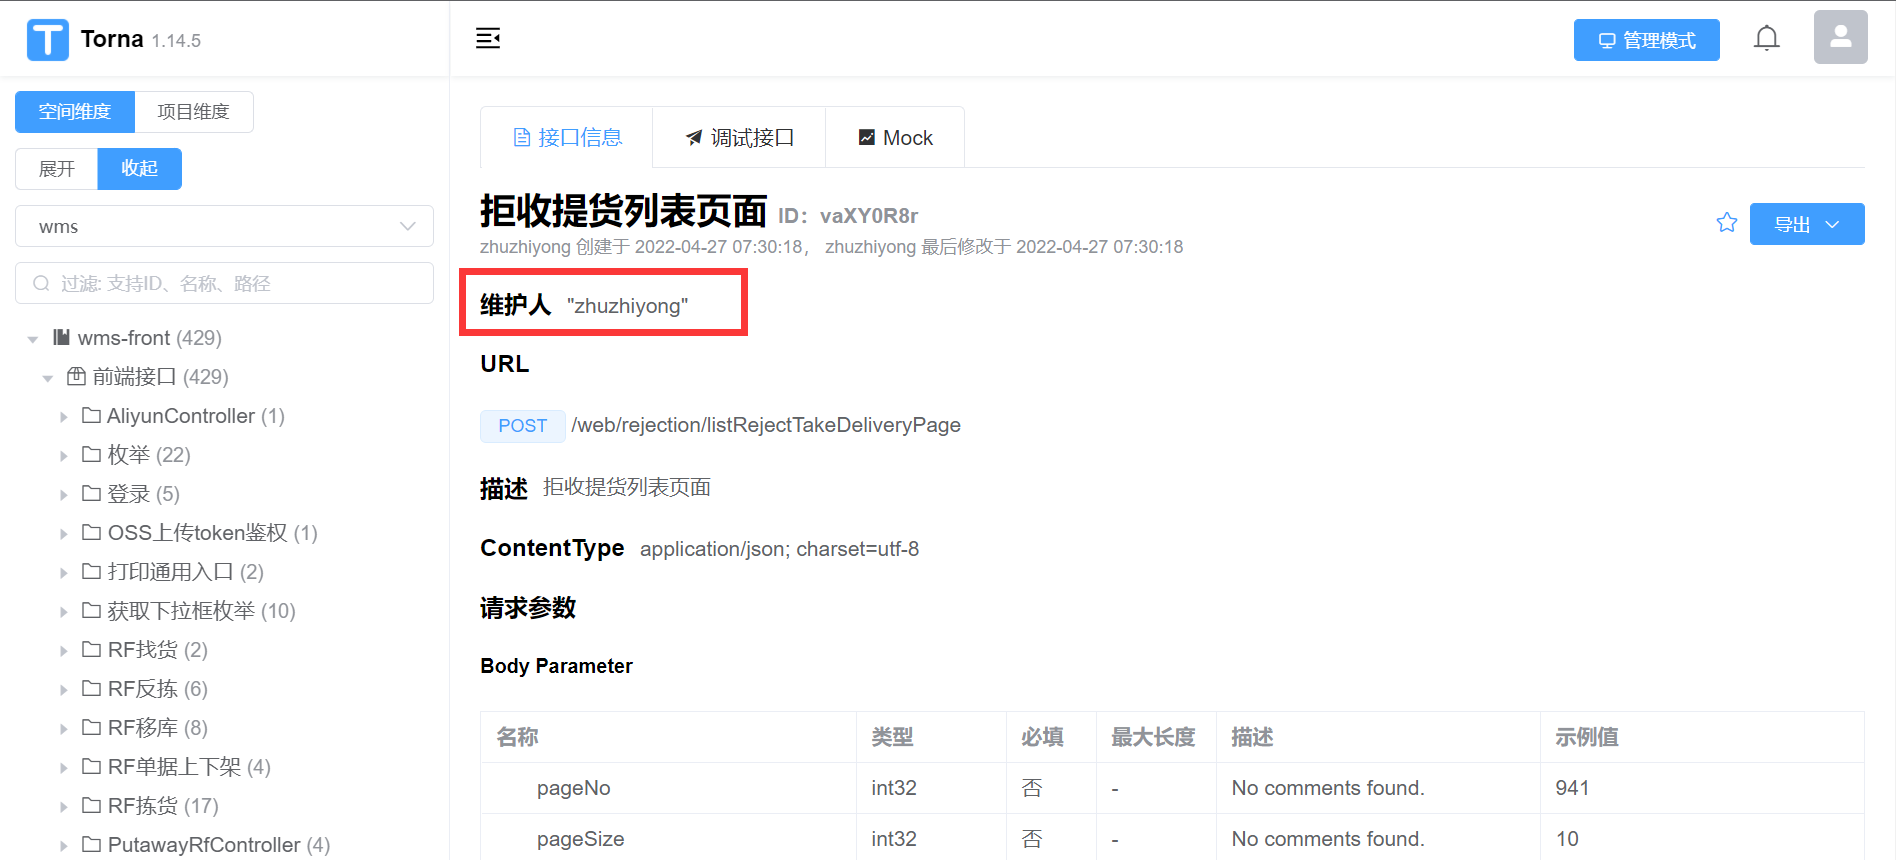 Torna 1.14.5
管理模式
空间维度 项目维度
展开 收起
wms
过滤: 支持ID、名称、路径
wms-front (429)
前端接口 (429)
AliyunController (1)
枚举 (22)
登录 (5)
OSS上传token鉴权 (1)
打印通用入口 (2)
获取下拉框枚举 (10)
RF找货 (2)
RF反拣 (6)
RF移库 (8)
RF单据上下架 (4)
RF拣货 (17)
PutawayRfController (4)
接口信息 调试接口 Mock
拒收提货列表页面 ID：vaXY0R8r
导出
zhuzhiyong 创建于 2022-04-27 07:30:18， zhuzhiyong 最后修改于 2022-04-27 07:30:18
维护人 "zhuzhiyong"
URL
POST /web/rejection/listRejectTakeDeliveryPage
描述 拒收提货列表页面
ContentType application/json; charset=utf-8
请求参数
Body Parameter
名称 类型 必填 最大长度 描述 示例值
pageNo int32 否 - No comments found. 941
pageSize int32 否 - No comments found. 10